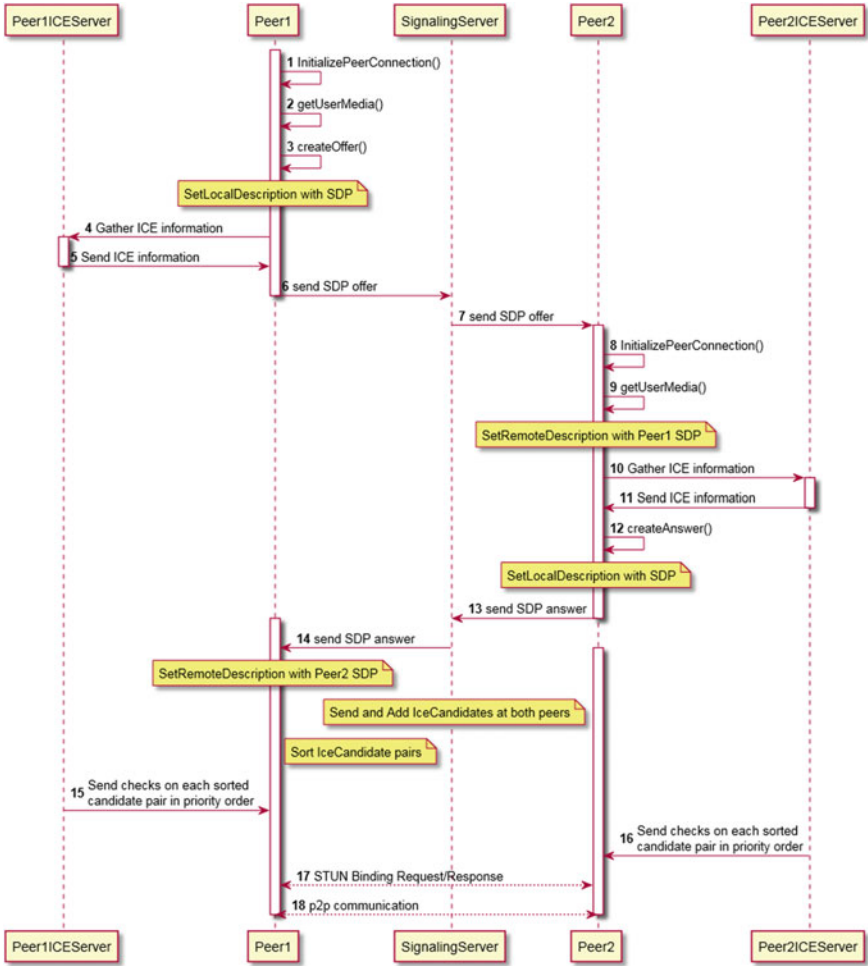 Peer1ICEServer
Peer1
SignalingServer
Peer2
Peer2ICEServer
1 InitializePeerConnection()
2 getUserMedia()
3 createOffer()
SetLocalDescription with SDP
4 Gather ICE information
5 Send ICE information
6 send SDP offer
7 send SDP offer
8 InitializePeerConnection()
9 getUserMedia()
SetRemoteDescription with Peer1 SDP
10 Gather ICE information
11 Send ICE information
12 createAnswer()
SetLocalDescription with SDP
13 send SDP answer
14 send SDP answer
SetRemoteDescription with Peer2 SDP
Send and Add IceCandidates at both peers
Sort IceCandidate pairs
15 Send checks on each sorted
candidate pair in priority order
16 Send checks on each sorted
candidate pair in priority order
17 STUN Binding Request/Response
18 p2p communication
Peer1ICEServer
Peer1
SignalingServer
Peer2
Peer2ICEServer